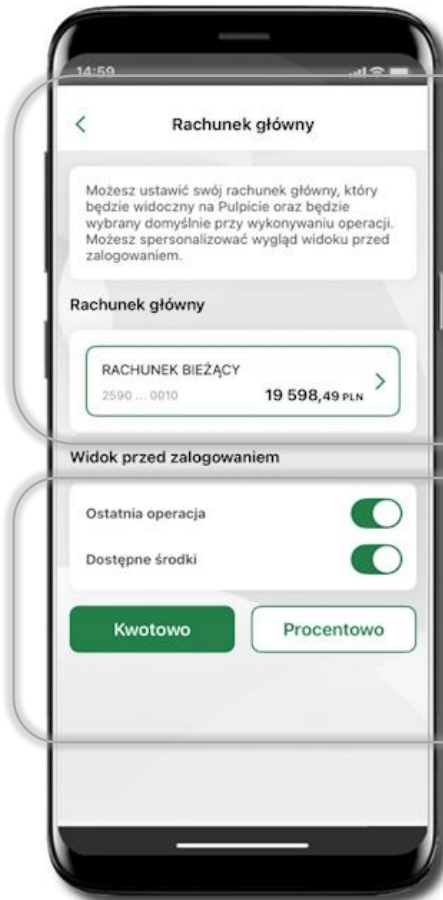 14:59
Rachunek główny
Możesz ustawić swój rachunek główny, który
będzie widoczny na Pulpicie oraz będzie
wybrany domyślnie przy wykonywaniu operacji.
Możesz spersonalizować wygląd widoku przed
zalogowaniem.
Rachunek główny
RACHUNEK BIEŻĄCY
2590 ... 0010 19 598,49 PLN
Widok przed zalogowaniem
Ostatnia operacja
Dostępne środki
Kwotowo Procentowo